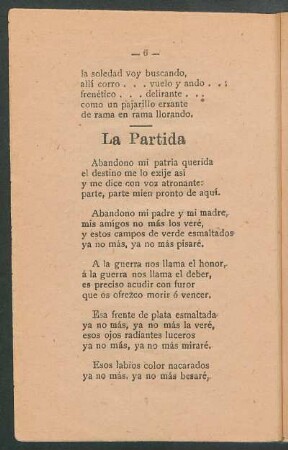 — 6 —
la soledad voy buscando,
allí corro . . . vuelo y ando . . ;
frenético . . . delirante . . .
como un pajarillo errante
de rama en rama llorando.
La Partida
Abandono mi patria querida
el destino me lo exije así
y me dice con voz atronante:
parte, parte mien pronto de aquí.
Abandono mi padre y mi madre,
mis amigos no más los veré,
y estos campos de verde esmaltados
ya no más, ya no más pisaré.
A la guerra nos llama el honor,
á la guerra nos llama el deber,
es preciso acudir con furor
que os ofrezco morir ó vencer.
Esa frente de plata esmaltada
ya no más, ya no más la veré,
esos ojos radiantes luceros
ya no más, ya no más miraré.
Esos labios color nacarados
ya no más. ya no más besaré,